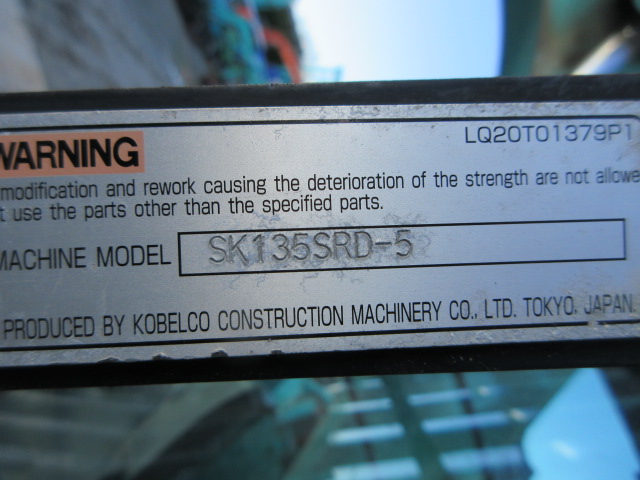 LQ20T01379P1
WARNING
modification and rework causing the deterioration of the strength are not allowe
t use the parts other than the specified parts.
MACHINE MODEL SK135SRD-5
PRODUCED BY KOBELCO CONSTRUCTION MACHINERY CO., LTD. TOKYO, JAPAN.